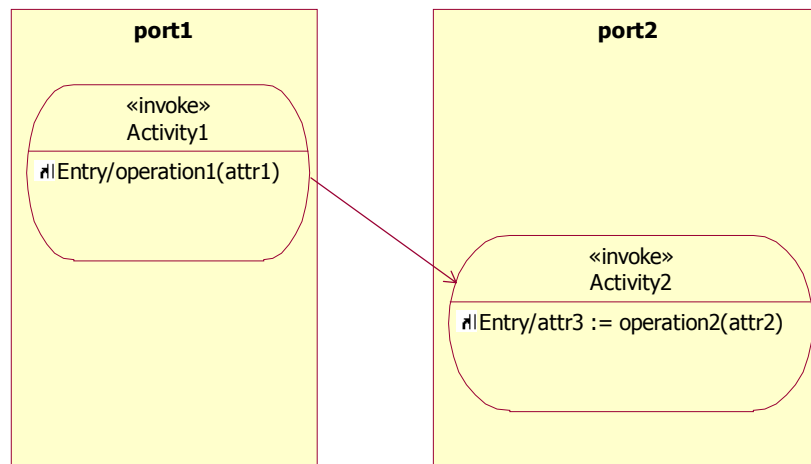 port1
port2
«invoke»
Activity1
Entry/operation1(attr1)
«invoke»
Activity2
Entry/attr3 := operation2(attr2)